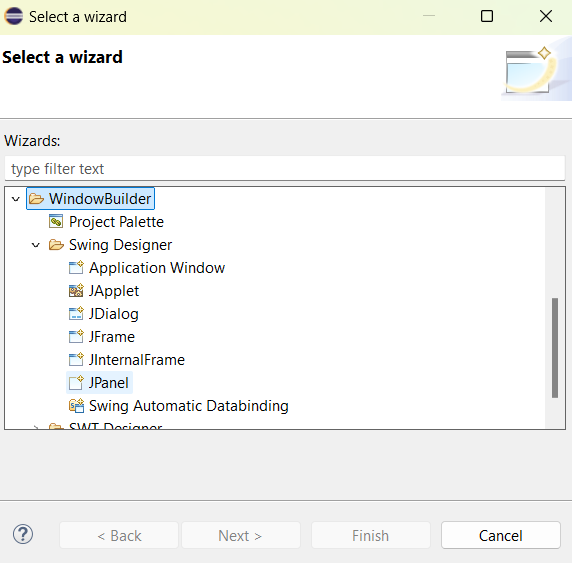 Select a wizard
Select a wizard
Wizards:
type filter text
WindowBuilder
Project Palette
Swing Designer
Application Window
JApplet
JDialog
JFrame
JInternalFrame
JPanel
Swing Automatic Databinding
SWT Designer
?
< Back
Next >
Finish
Cancel